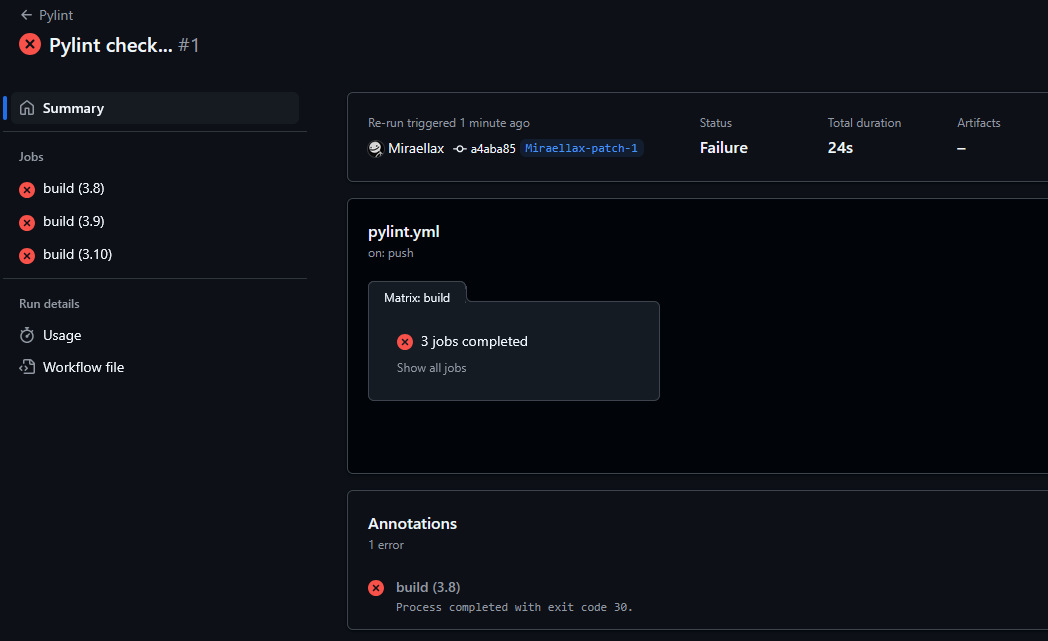 Pylint
Pylint check... #1
Summary
Jobs
build (3.8)
build (3.9)
build (3.10)
Run details
Usage
Workflow file
Re-run triggered 1 minute ago
Miraellax a4aba85 Miraellax-patch-1
Status
Failure
Total duration
24s
Artifacts
–
pylint.yml
on: push
Matrix: build
3 jobs completed
Show all jobs
Annotations
1 error
build (3.8)
Process completed with exit code 30.